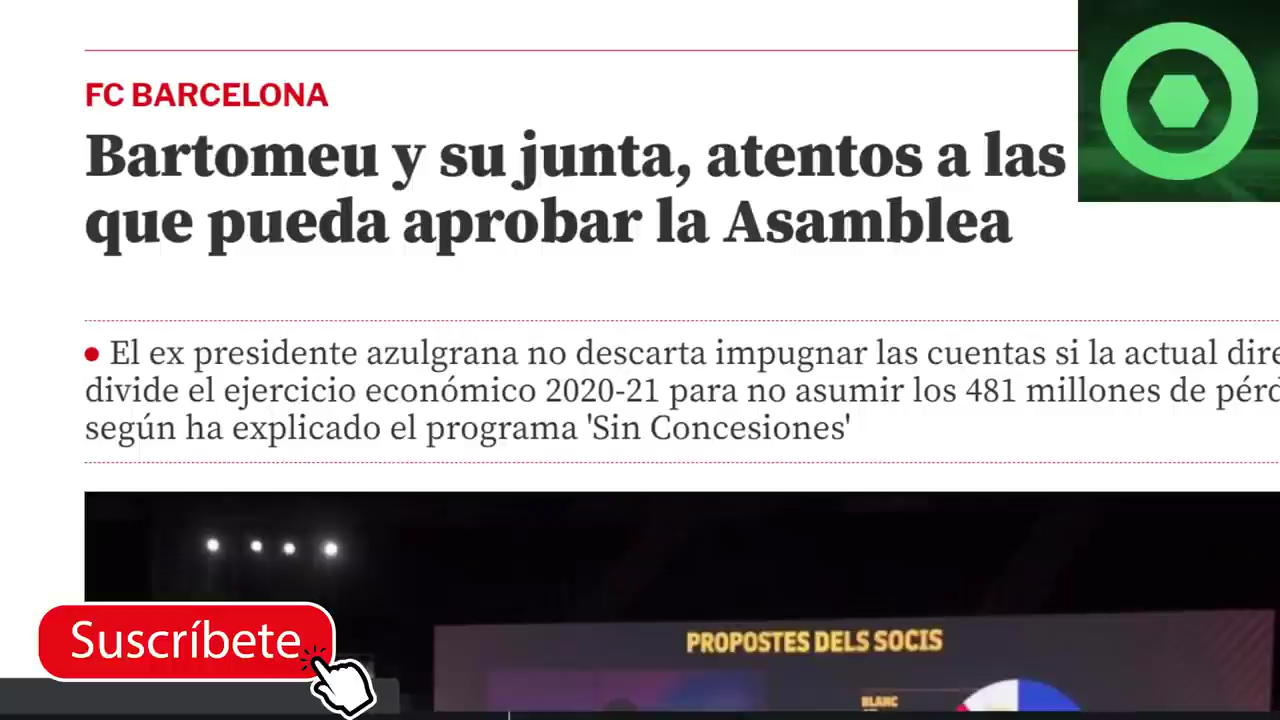 FC BARCELONA
Bartomeu y su junta, atentos a las
que pueda aprobar la Asamblea
El ex presidente azulgrana no descarta impugnar las cuentas si la actual dire
divide el ejercicio económico 2020-21 para no asumir los 481 millones de pérd
según ha explicado el programa 'Sin Concesiones'
PROPOSTES DELS SOCIS
Suscríbete
BLANC